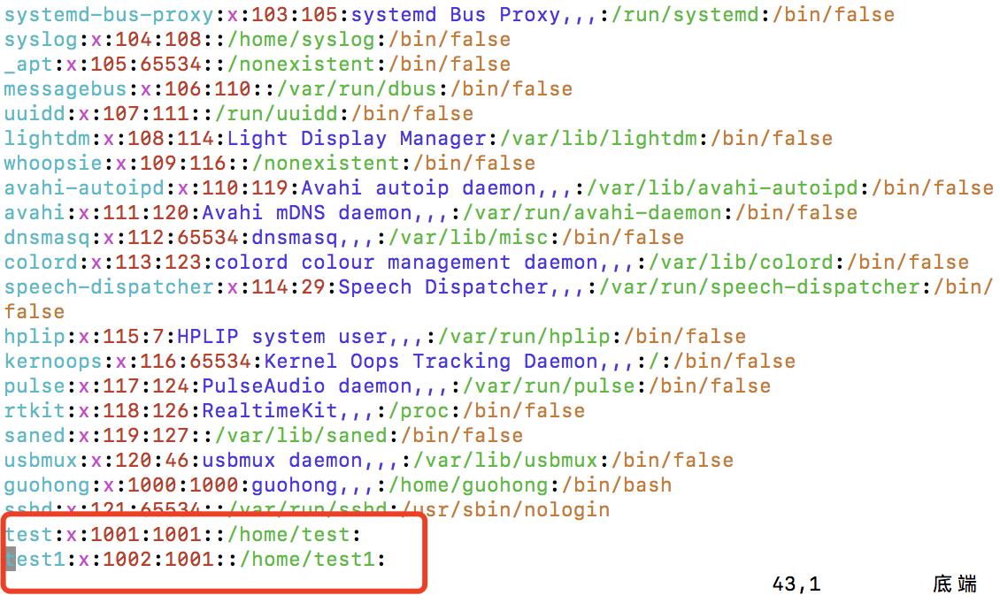 systemd-bus-proxy:x:103:105:systemd Bus Proxy,,,:/run/systemd:/bin/false
syslog:x:104:108::/home/syslog:/bin/false
_apt:x:105:65534::/nonexistent:/bin/false
messagebus:x:106:110::/var/run/dbus:/bin/false
uuidd:x:107:111::/run/uuidd:/bin/false
lightdm:x:108:114:Light Display Manager:/var/lib/lightdm:/bin/false
whoopsie:x:109:116::/nonexistent:/bin/false
avahi-autoipd:x:110:119:Avahi autoip daemon,,,:/var/lib/avahi-autoipd:/bin/false
avahi:x:111:120:Avahi mDNS daemon,,,:/var/run/avahi-daemon:/bin/false
dnsmasq:x:112:65534:dnsmasq,,,:/var/lib/misc:/bin/false
colord:x:113:123:colord colour management daemon,,,:/var/lib/colord:/bin/false
speech-dispatcher:x:114:29:Speech Dispatcher,,,:/var/run/speech-dispatcher:/bin/
false
hplip:x:115:7:HPLIP system user,,,:/var/run/hplip:/bin/false
kernoops:x:116:65534:Kernel Oops Tracking Daemon,,,:/:/bin/false
pulse:x:117:124:PulseAudio daemon,,,:/var/run/pulse:/bin/false
rtkit:x:118:126:RealtimeKit,,,:/proc:/bin/false
saned:x:119:127::/var/lib/saned:/bin/false
usbmux:x:120:46:usbmux daemon,,,:/var/lib/usbmux:/bin/false
guohong:x:1000:1000:guohong,,,:/home/guohong:/bin/bash
sshd:x:121:65534::/var/run/sshd:/usr/sbin/nologin
test:x:1001:1001::/home/test:
test1:x:1002:1001::/home/test1:
43,1 底端